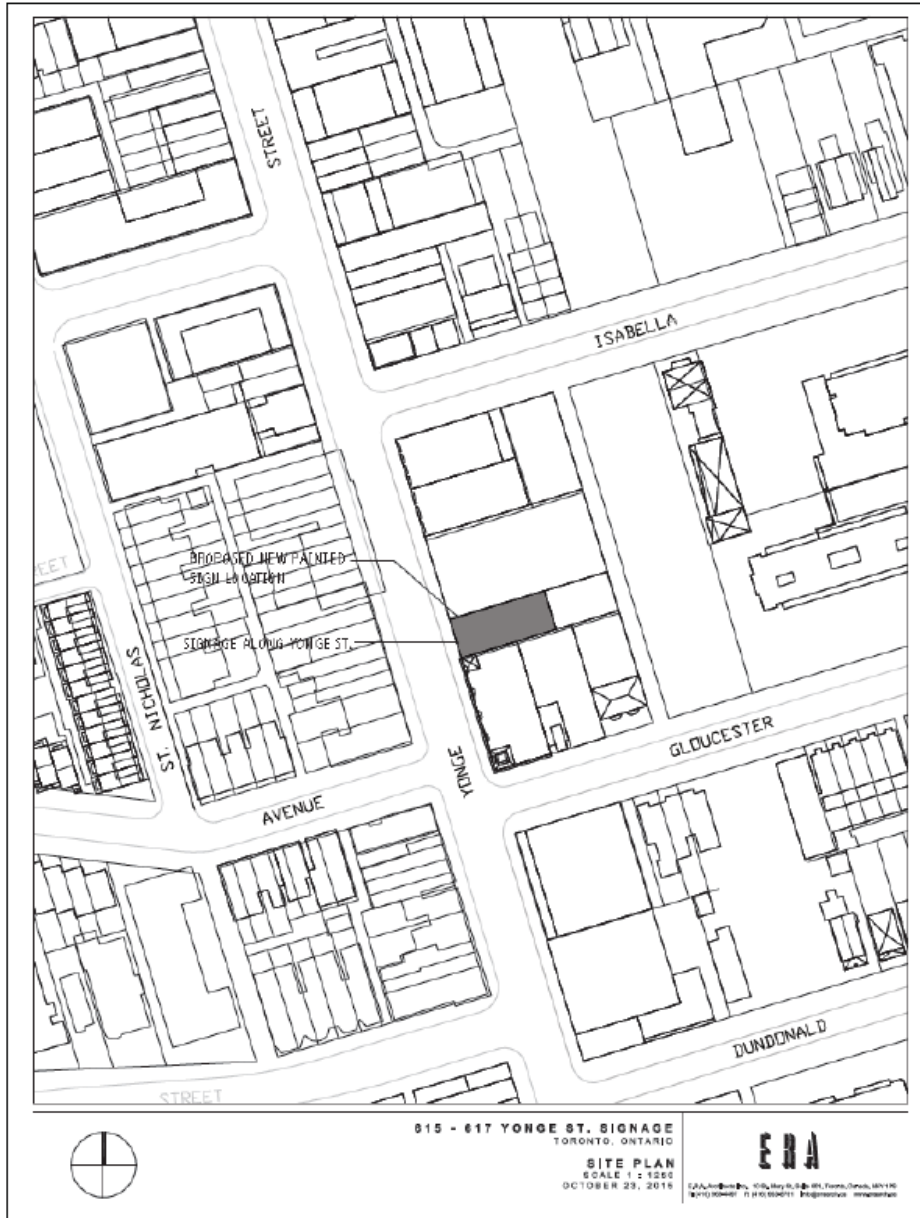 STREET
ISABELLA
PROPOSED NEW PAINTED
SIGN LOCATION
SIGNAGE ALONG YONGE ST.
ST. NICHOLAS
YONGE
GLOUCESTER
AVENUE
DUNDONALD
STREET
615 - 617 YONGE ST. SIGNAGE
TORONTO, ONTARIO
SITE PLAN
SCALE 1 : 1250
OCTOBER 23, 2015
ERA